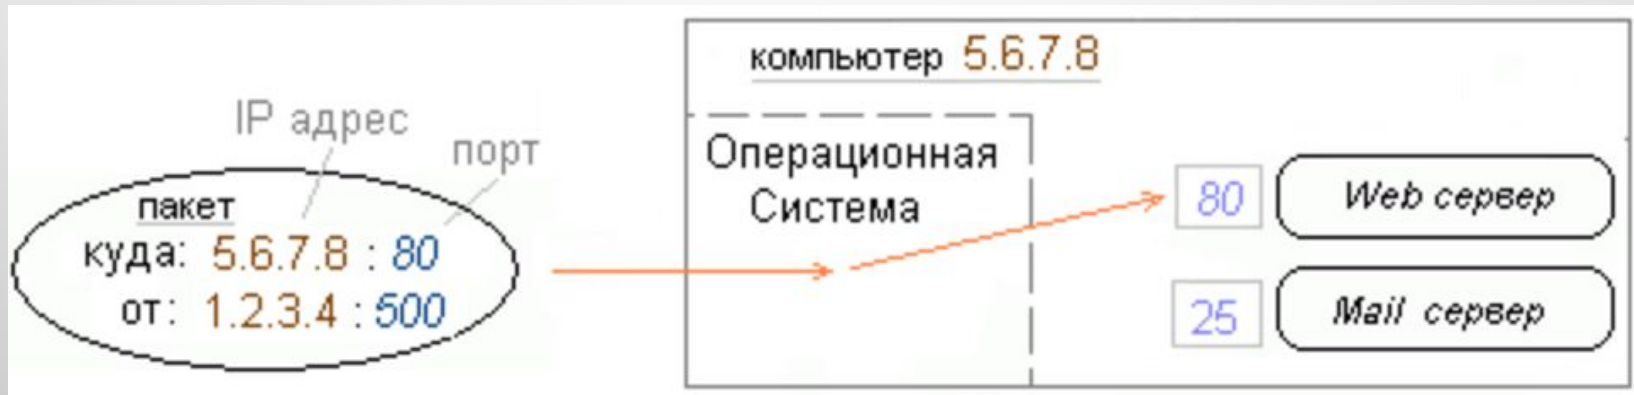 IP адрес
порт
пакет
куда: 5.6.7.8 : 80
от: 1.2.3.4 : 500
компьютер 5.6.7.8
Операционная
Система
80 Web сервер
25 Mail сервер